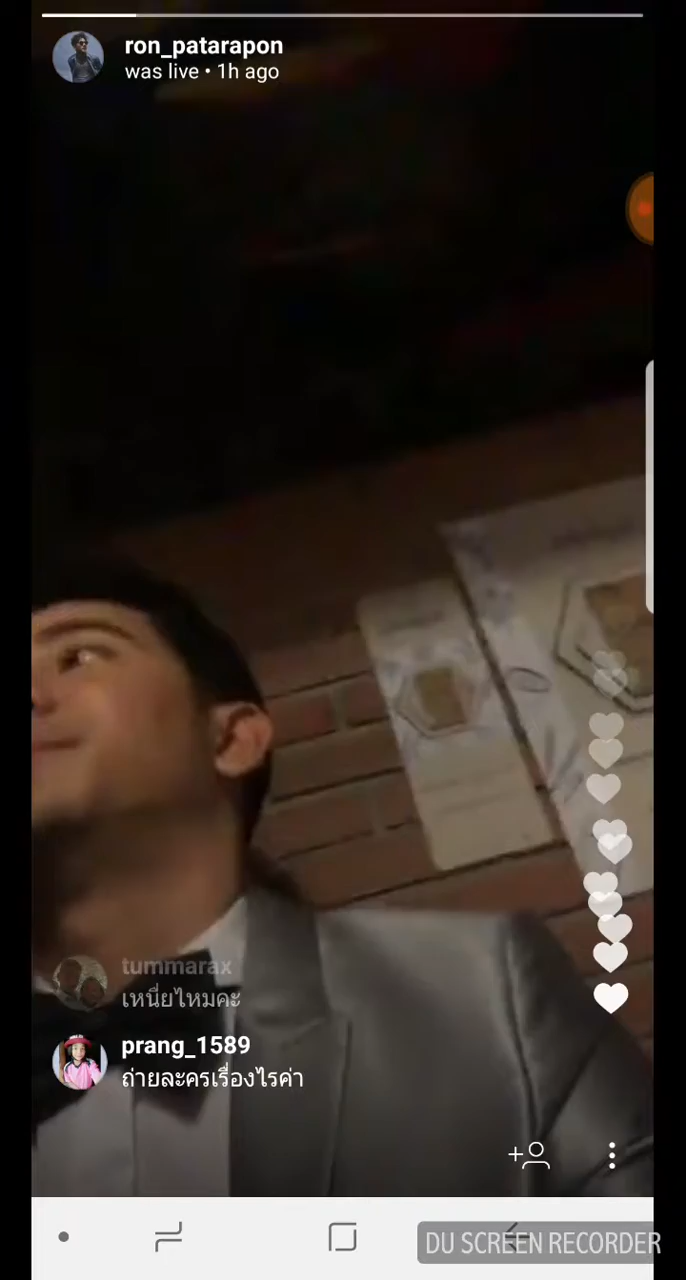 ron_patarapon
was live • 1h ago
tummarax
เหนี่ยไหมคะ
prang_1589
ถ่ายละครเรื่องไรค่า
DU SCREEN RECORDER